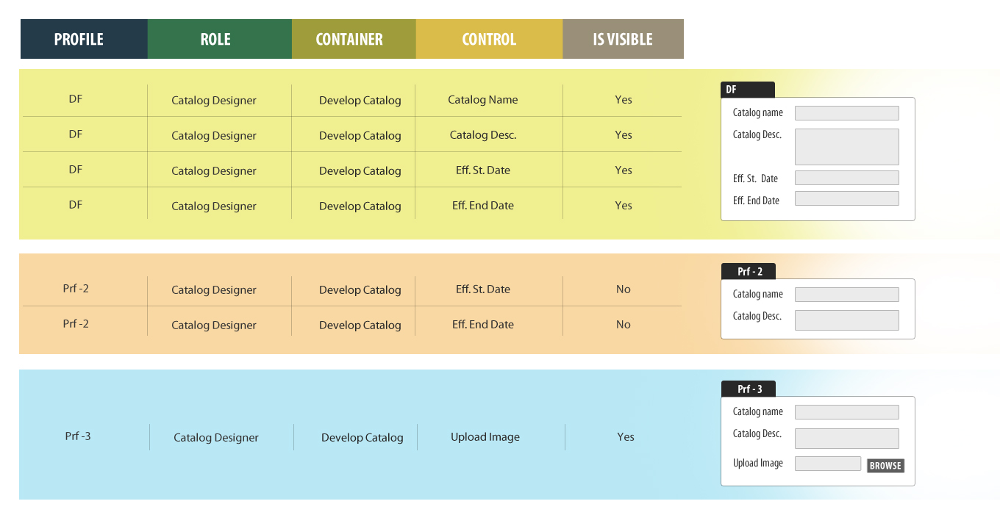 PROFILE ROLE CONTAINER CONTROL IS VISIBLE
DF Catalog Designer Develop Catalog Catalog Name Yes
DF Catalog Designer Develop Catalog Catalog Desc. Yes
DF Catalog Designer Develop Catalog Eff. St. Date Yes
DF Catalog Designer Develop Catalog Eff. End Date Yes
DF
Catalog name
Catalog Desc.
Eff. St. Date
Eff. End Date
Prf -2 Catalog Designer Develop Catalog Eff. St. Date No
Prf -2 Catalog Designer Develop Catalog Eff. End Date No
Prf - 2
Catalog name
Catalog Desc.
Prf -3 Catalog Designer Develop Catalog Upload Image Yes
Prf - 3
Catalog name
Catalog Desc.
Upload Image BROWSE